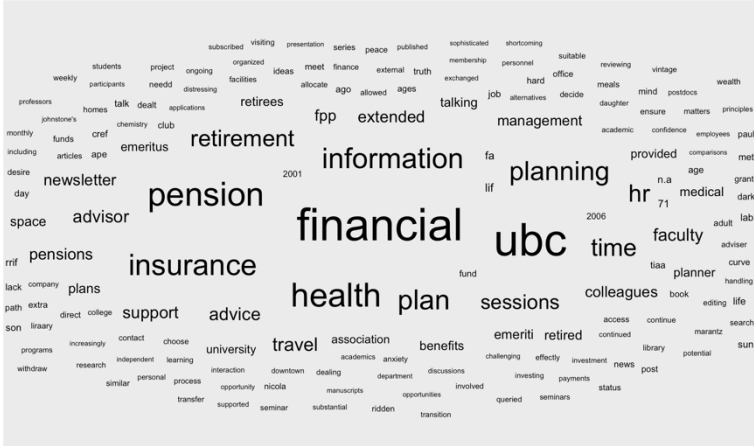 subscribed visiting presentation series peace published sophisticated shortcoming
students project organized ideas meet finance external truth membership personnel suitable reviewing vintage
weekly participants needd ongoing distressing facilities allocate ago allowed ages exchanged hard office meals mind postdocs wealth
professors homes talk dealt applications retirees fpp extended talking job alternatives decide daughter ensure matters principles
johnstone's chemistry club management
monthly funds cref emeritus retirement academic confidence employees paul
including articles ape information fa planning provided comparisons met
desire newsletter 2001 pension lif hr n.a age medical grant
day 71 dark
space advisor financial ubc 2006 time faculty adult lab
rrif pensions insurance fund tiaa planner adviser curve
lack company plans health plan sessions colleagues book handling
path extra direct college support advice editing life
son liraary travel association benefits emeriti retired access continue marantz search
programs increasingly contact choose university academics anxiety challenging effectly continued library potential sun
withdraw research independent learning interaction downtown dealing department discussions investment news post
similar personal process opportunity nicola manuscripts opportunities involved investing payments status
transfer supported seminar substantial ridden transition queried seminars